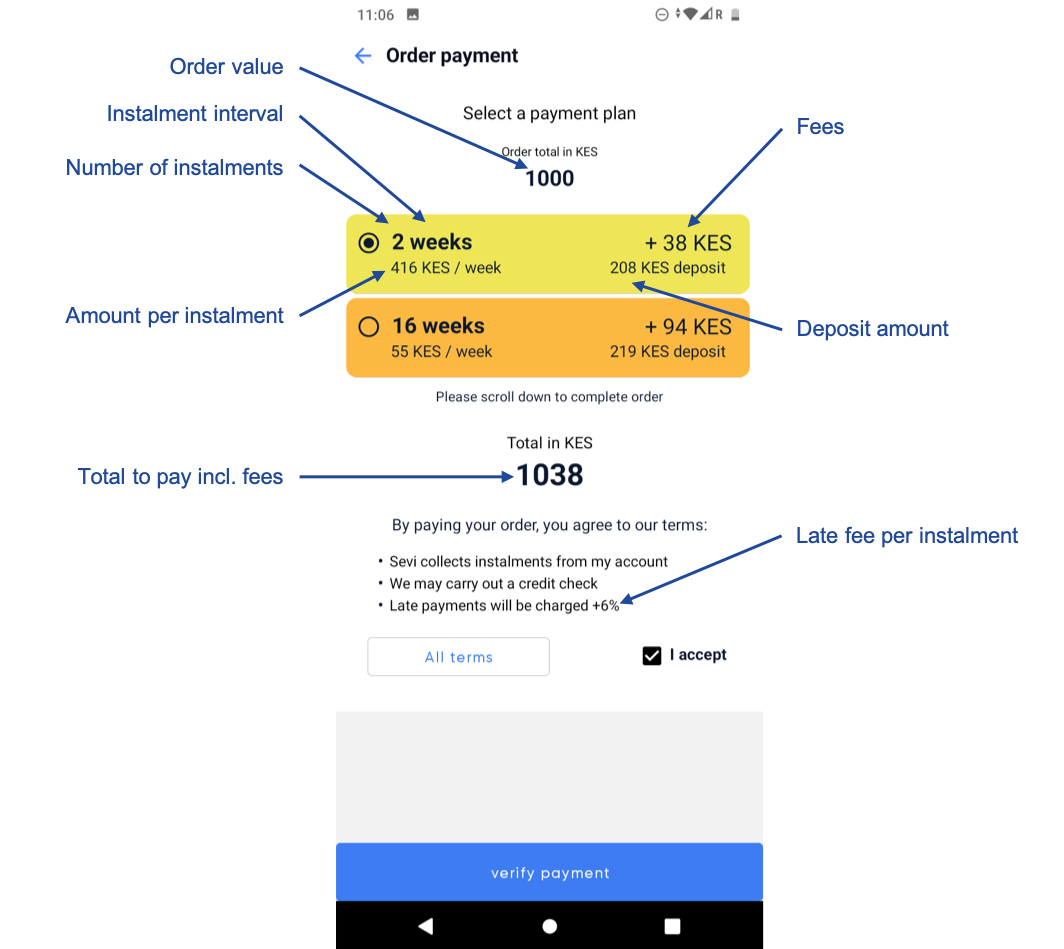 11:06
R
Order payment
Order value
Instalment interval
Number of instalments
Select a payment plan
Fees
Order total in KES
1000
2 weeks
+ 38 KES
416 KES / week
208 KES deposit
Amount per instalment
Deposit amount
16 weeks
+ 94 KES
55 KES / week
219 KES deposit
Please scroll down to complete order
Total in KES
Total to pay incl. fees
1038
By paying your order, you agree to our terms:
Late fee per instalment
• Sevi collects instalments from my account
• We may carry out a credit check
• Late payments will be charged +6%
All terms
I accept
verify payment